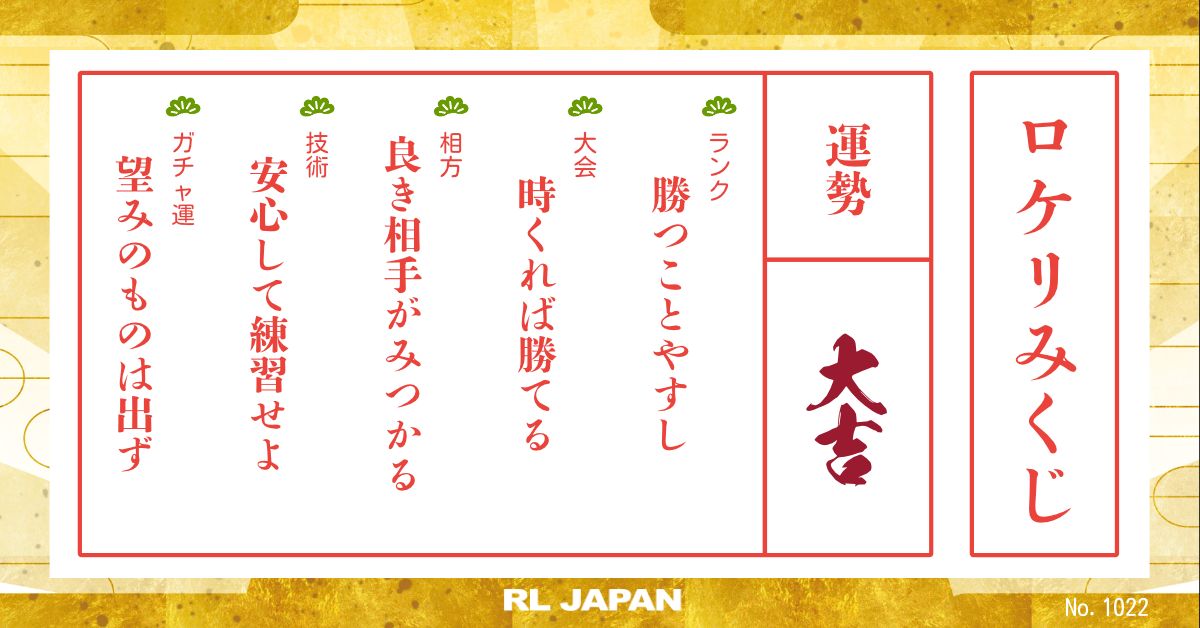 ロケリみくじ
運勢
大吉
ランク
勝つことやすし
大会
時くれば勝てる
相方
良き相手がみつかる
技術
安心して練習せよ
ガチャ運
望みのものは出ず
RL JAPAN
No. 1022